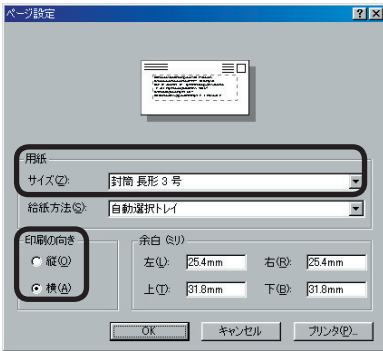 ページ設定
用紙
サイズ(Z): 封筒 長形 3 号
給紙方法(S): 自動選択トレイ
印刷の向き
縦(O)
横(A)
余白 (ミリ)
左(L): 25.4mm 右(R): 25.4mm
上(T): 31.8mm 下(B): 31.8mm
OK キャンセル プリンタ(P)...